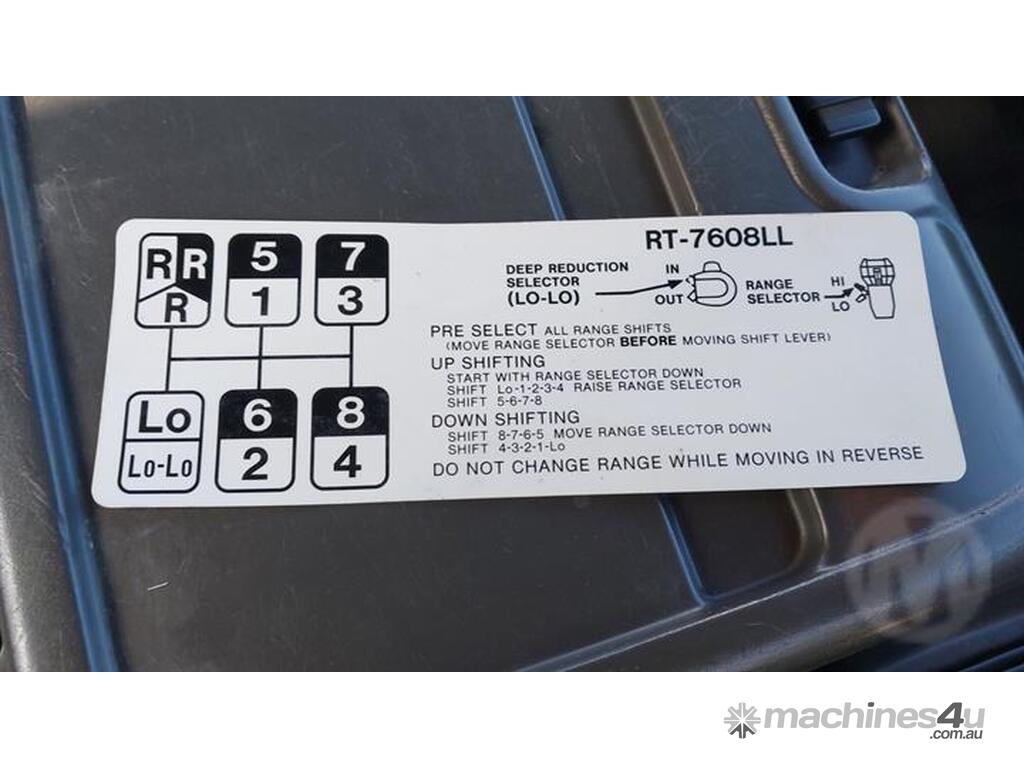 R R 5 7
R 1 3
Lo 6 8
Lo-Lo 2 4
RT-7608LL
DEEP REDUCTION
SELECTOR
(LO-LO)
IN
OUT
RANGE
SELECTOR
HI
LO
PRE SELECT ALL RANGE SHIFTS
(MOVE RANGE SELECTOR BEFORE MOVING SHIFT LEVER)
UP SHIFTING
START WITH RANGE SELECTOR DOWN
SHIFT Lo-1-2-3-4 RAISE RANGE SELECTOR
SHIFT 5-6-7-8
DOWN SHIFTING
SHIFT 8-7-6-5 MOVE RANGE SELECTOR DOWN
SHIFT 4-3-2-1-Lo
DO NOT CHANGE RANGE WHILE MOVING IN REVERSE
M
machines4u
.com.au